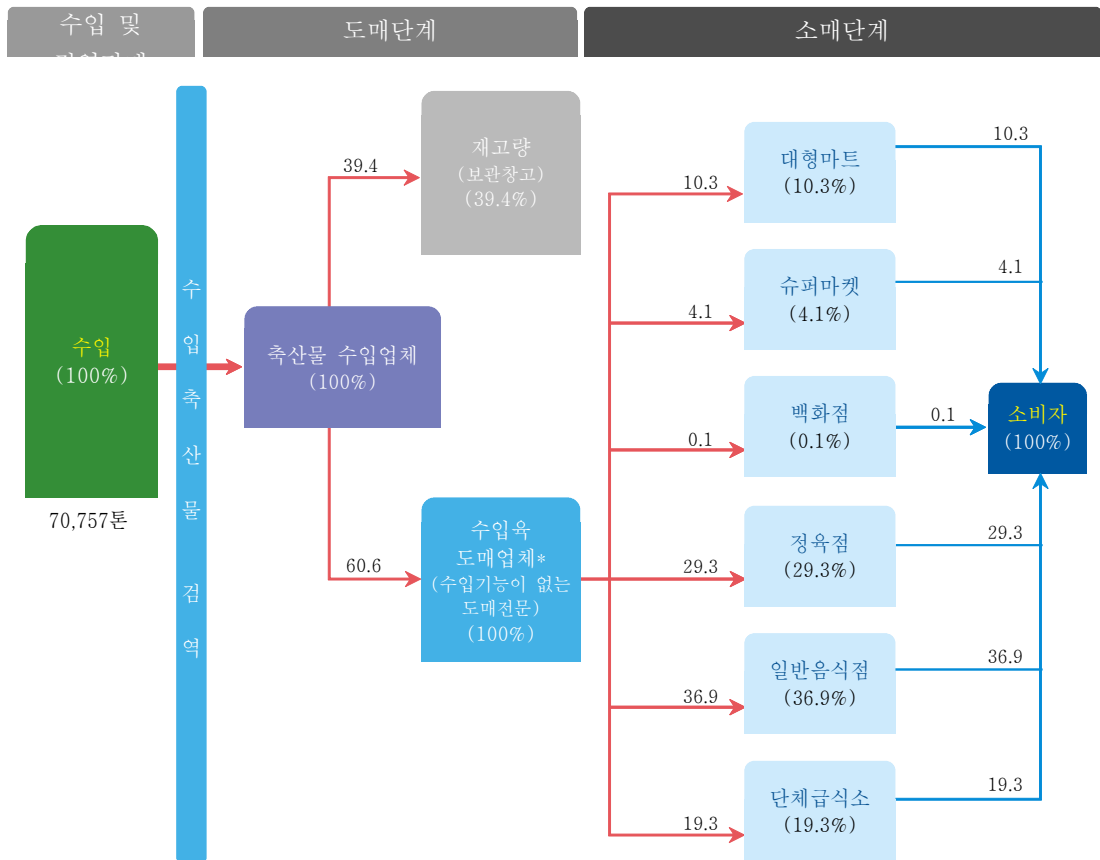 수입 및
도매단계
소매단계
수입
(100%)
70,757톤
수입축산물 검역
축산물 수입업체
(100%)
39.4
재고량
(보관창고)
(39.4%)
60.6
수입육
도매업체*
(수입기능이 없는
도매전문)
(100%)
10.3
대형마트
(10.3%)
10.3
4.1
슈퍼마켓
(4.1%)
4.1
0.1
백화점
(0.1%)
0.1
소비자
(100%)
29.3
정육점
(29.3%)
29.3
36.9
일반음식점
(36.9%)
36.9
19.3
단체급식소
(19.3%)
19.3